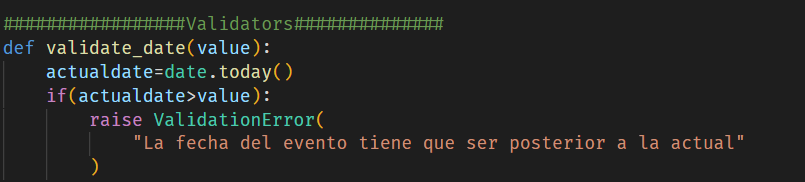 #################Validators##############
def validate_date(value):
    actualdate=date.today()
    if(actualdate>value):
        raise ValidationError(
            "La fecha del evento tiene que ser posterior a la actual"
        )